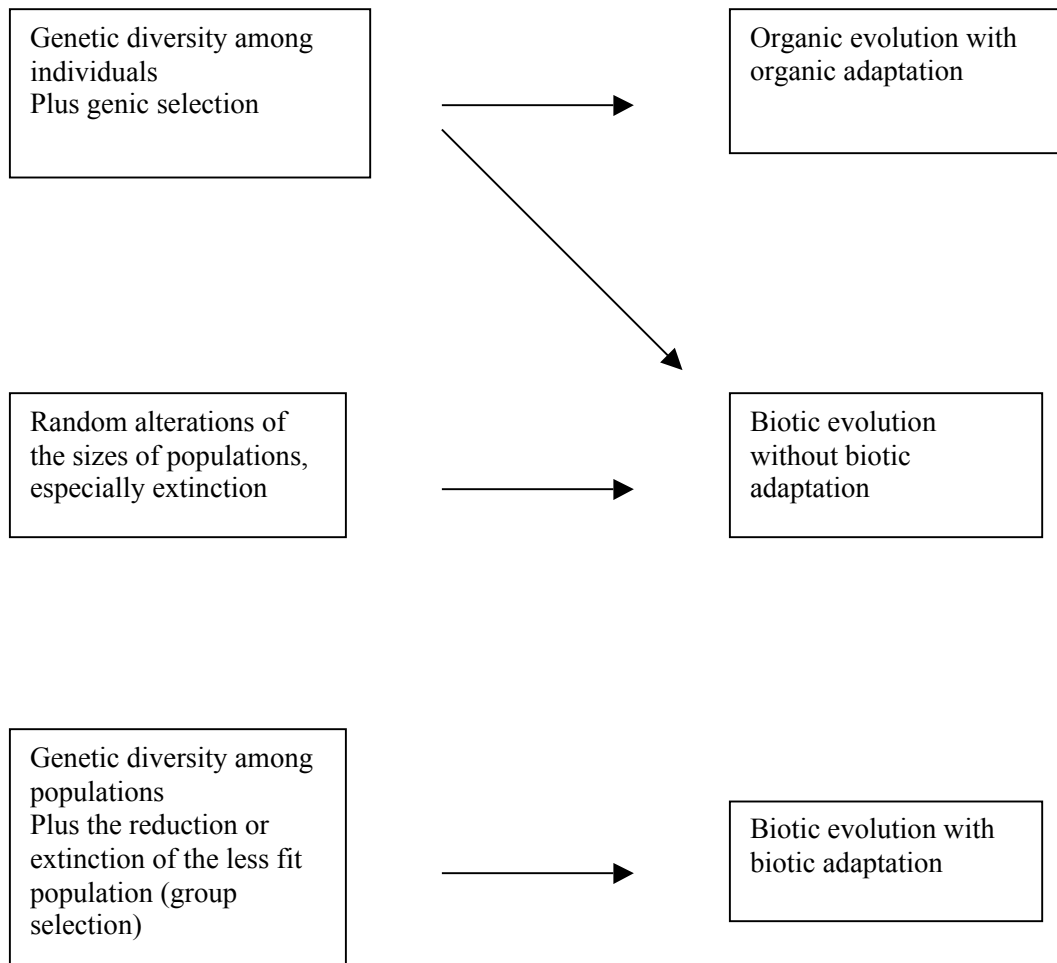 Genetic diversity among
individuals
Plus genic selection
Organic evolution with
organic adaptation
Random alterations of
the sizes of populations,
especially extinction
Biotic evolution
without biotic
adaptation
Genetic diversity among
populations
Plus the reduction or
extinction of the less fit
population (group
selection)
Biotic evolution with
biotic adaptation